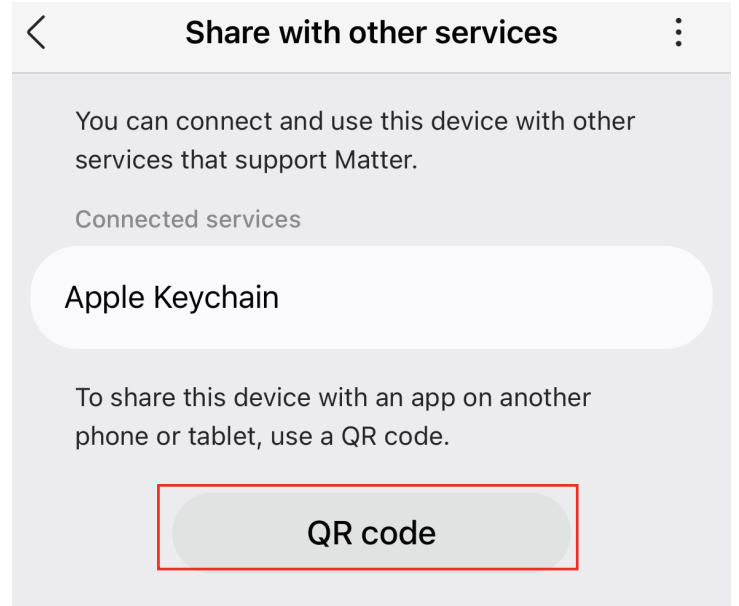 Share with other services
You can connect and use this device with other
services that support Matter.
Connected services
Apple Keychain
To share this device with an app on another
phone or tablet, use a QR code.
QR code